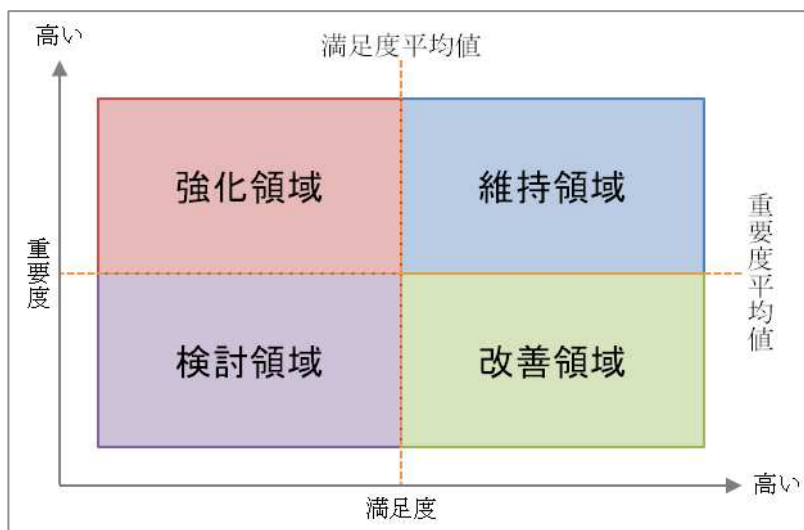 高い
満足度平均値
強化領域
維持領域
重要度
重要度平均値
検討領域
改善領域
高い
満足度